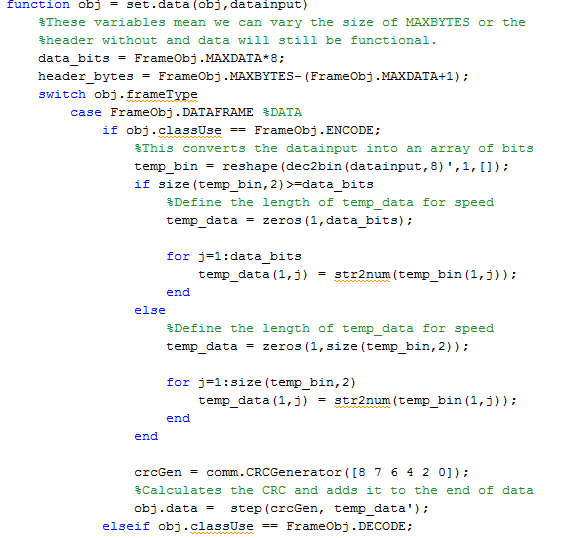 function obj = set.data(obj,datainput)
%These variables mean we can vary the size of MAXBYTES or the
%header without and data will still be functional.
data_bits = FrameObj.MAXDATA*8;
header_bytes = FrameObj.MAXBYTES-(FrameObj.MAXDATA+1);
switch obj.frameType
case FrameObj.DATAFRAME %DATA
if obj.classUse == FrameObj.ENCODE;
%This converts the datainput into an array of bits
temp_bin = reshape(dec2bin(datainput,8)',1,[]);
if size(temp_bin,2)>=data_bits
%Define the length of temp_data for speed
temp_data = zeros(1,data_bits);
for j=1:data_bits
temp_data(1,j) = str2num(temp_bin(1,j));
end
else
%Define the length of temp_data for speed
temp_data = zeros(1,size(temp_bin,2));
for j=1:size(temp_bin,2)
temp_data(1,j) = str2num(temp_bin(1,j));
end
end
crcGen = comm.CRCGenerator([8 7 6 4 2 0]);
%Calculates the CRC and adds it to the end of data
obj.data =  step(crcGen, temp_data');
elseif obj.classUse == FrameObj.DECODE;